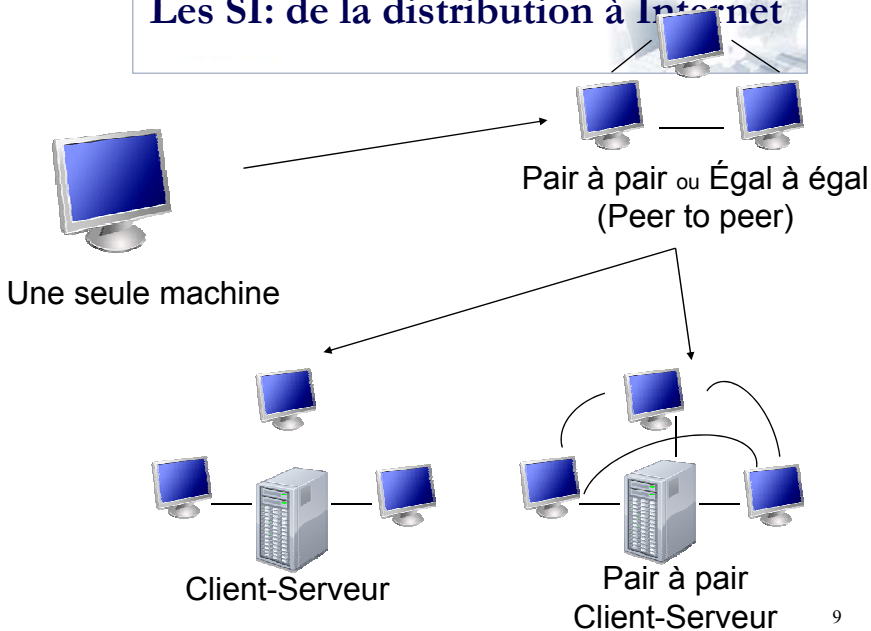 Les SI: de la distribution à Internet
Pair à pair ou Égal à égal
(Peer to peer)
Une seule machine
Client-Serveur
Pair à pair
Client-Serveur
9